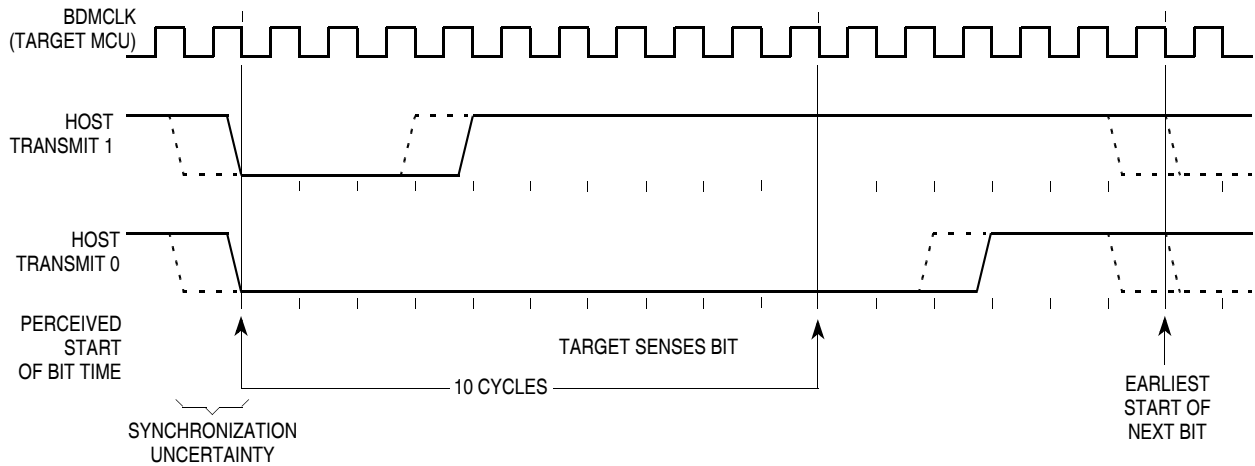 BDMCLK
(TARGET MCU)
HOST
TRANSMIT 1
HOST
TRANSMIT 0
PERCEIVED
START
OF BIT TIME
TARGET SENSES BIT
10 CYCLES
EARLIEST
START OF
NEXT BIT
SYNCHRONIZATION
UNCERTAINTY